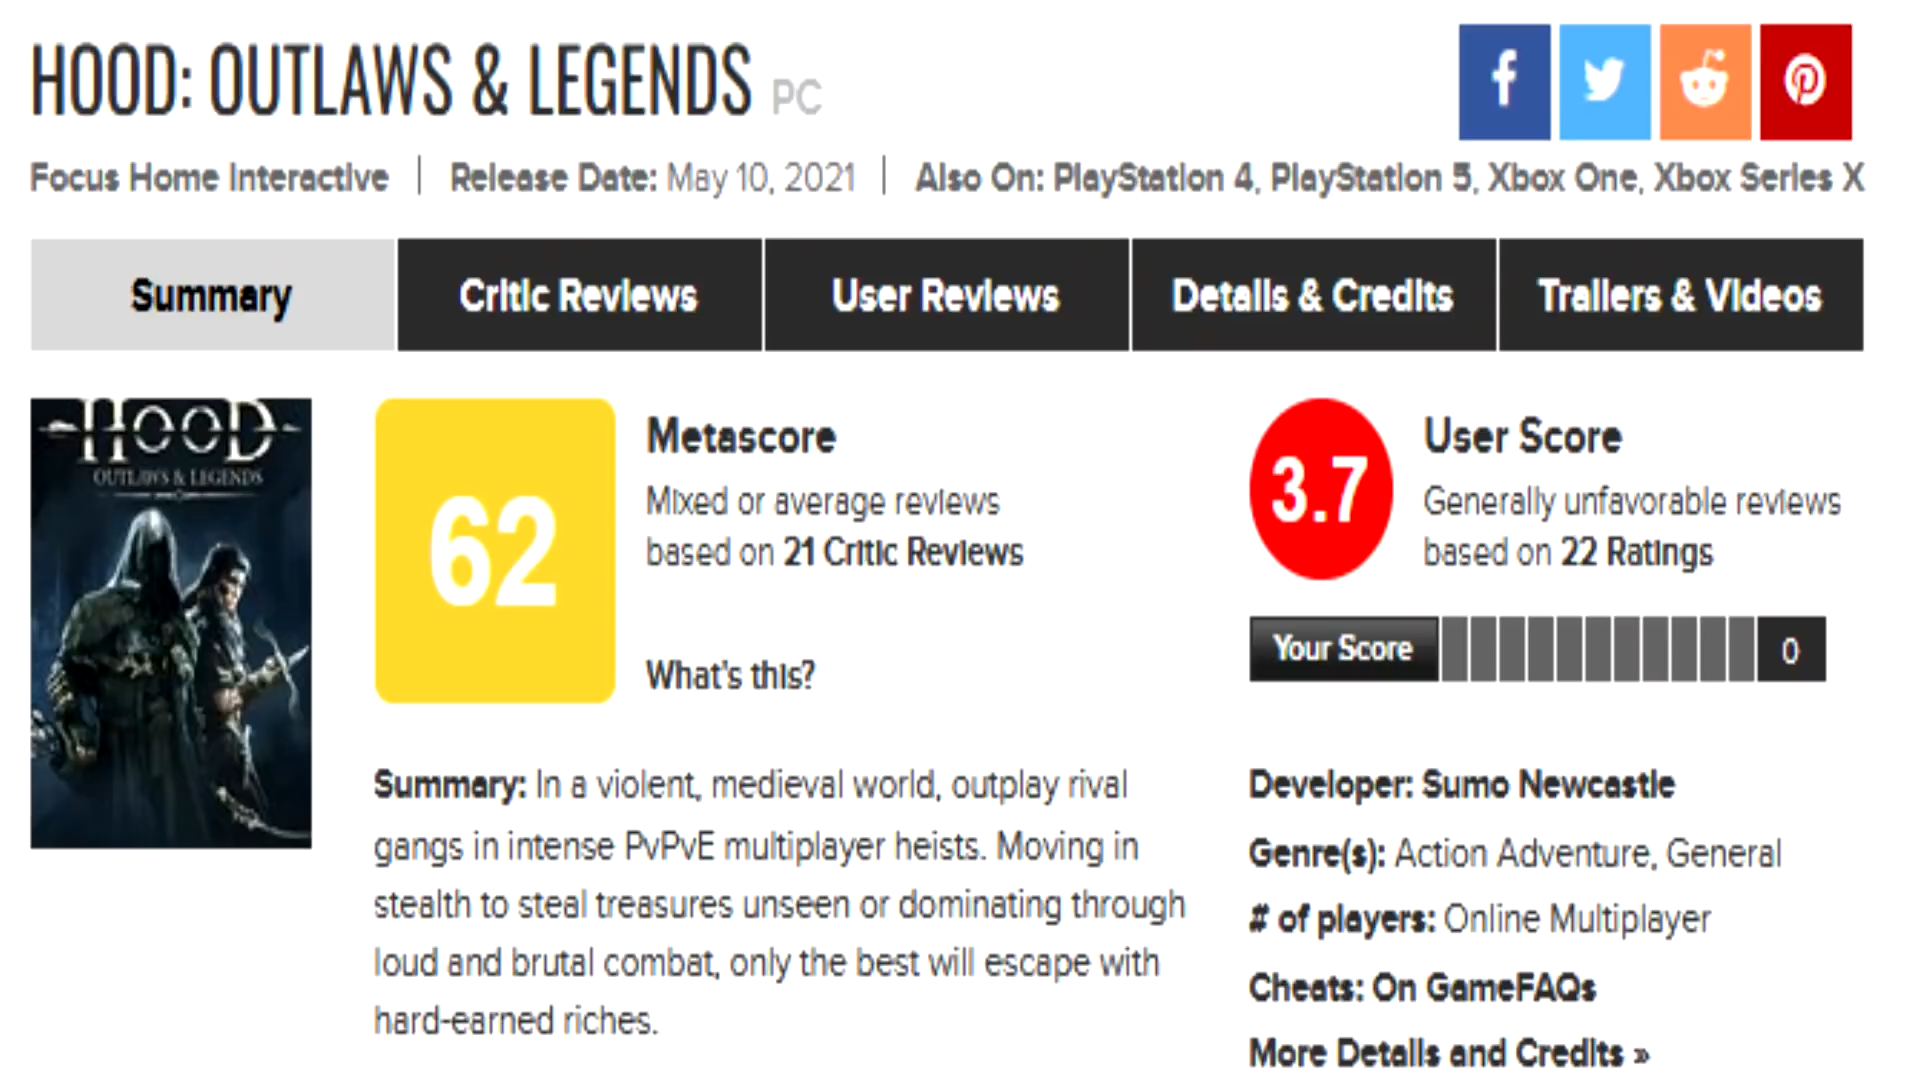 HOOD: OUTLAWS & LEGENDS PC
Focus Home Interactive | Release Date: May 10, 2021 | Also On: PlayStation 4, PlayStation 5, Xbox One, Xbox Series X
Summary
Critic Reviews
User Reviews
Details & Credits
Trailers & Videos
HOOD
OUTLAWS & LEGENDS
62
Metascore
Mixed or average reviews
based on 21 Critic Reviews
What's this?
3.7
User Score
Generally unfavorable reviews
based on 22 Ratings
Your Score
0
Summary: In a violent, medieval world, outplay rival
gangs in intense PvPvE multiplayer heists. Moving in
stealth to steal treasures unseen or dominating through
loud and brutal combat, only the best will escape with
hard-earned riches.
Developer: Sumo Newcastle
Genre(s): Action Adventure, General
# of players: Online Multiplayer
Cheats: On GameFAQs
More Details and Credits »